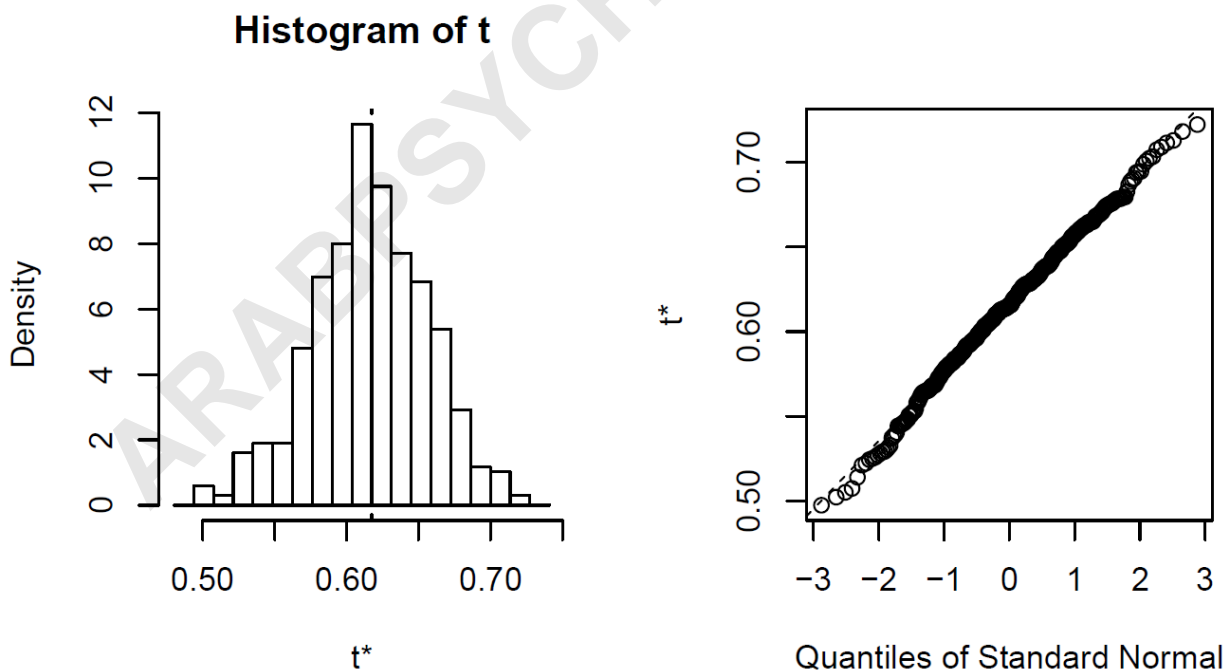 Histogram of t
12
10
8
6
4
2
0
Density
0.50 0.60 0.70
t*
0.70
0.60
0.50
t*
−3 −2 −1 0 1 2 3
Quantiles of Standard Normal
ARABPSYCH